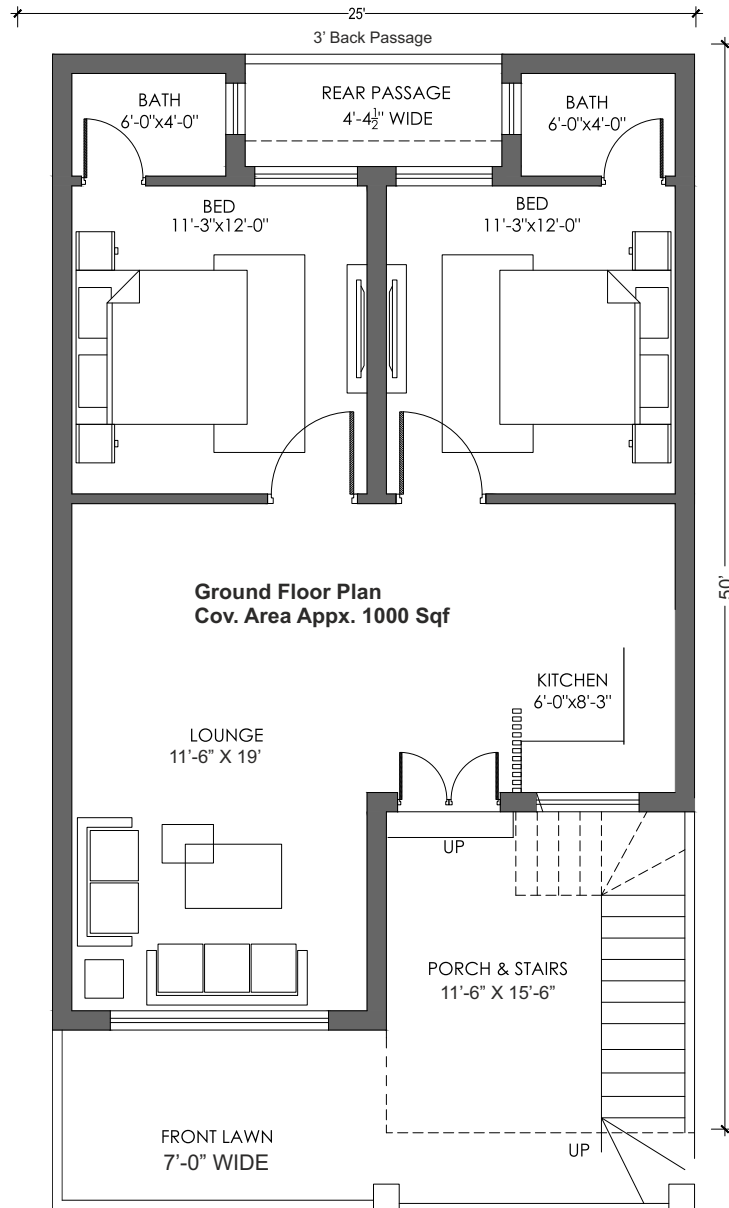 25'
3’ Back Passage
BATH
6'-0"x4'-0"
REAR PASSAGE
4'-4½" WIDE
BATH
6'-0"x4'-0"
BED
11'-3"x12'-0"
BED
11'-3"x12'-0"
50’
Ground Floor Plan
Cov. Area Appx. 1000 Sqf
KITCHEN
6'-0"x8'-3"
LOUNGE
11’-6” X 19’
UP
PORCH & STAIRS
11’-6” X 15’-6”
FRONT LAWN
7’-0” WIDE
UP